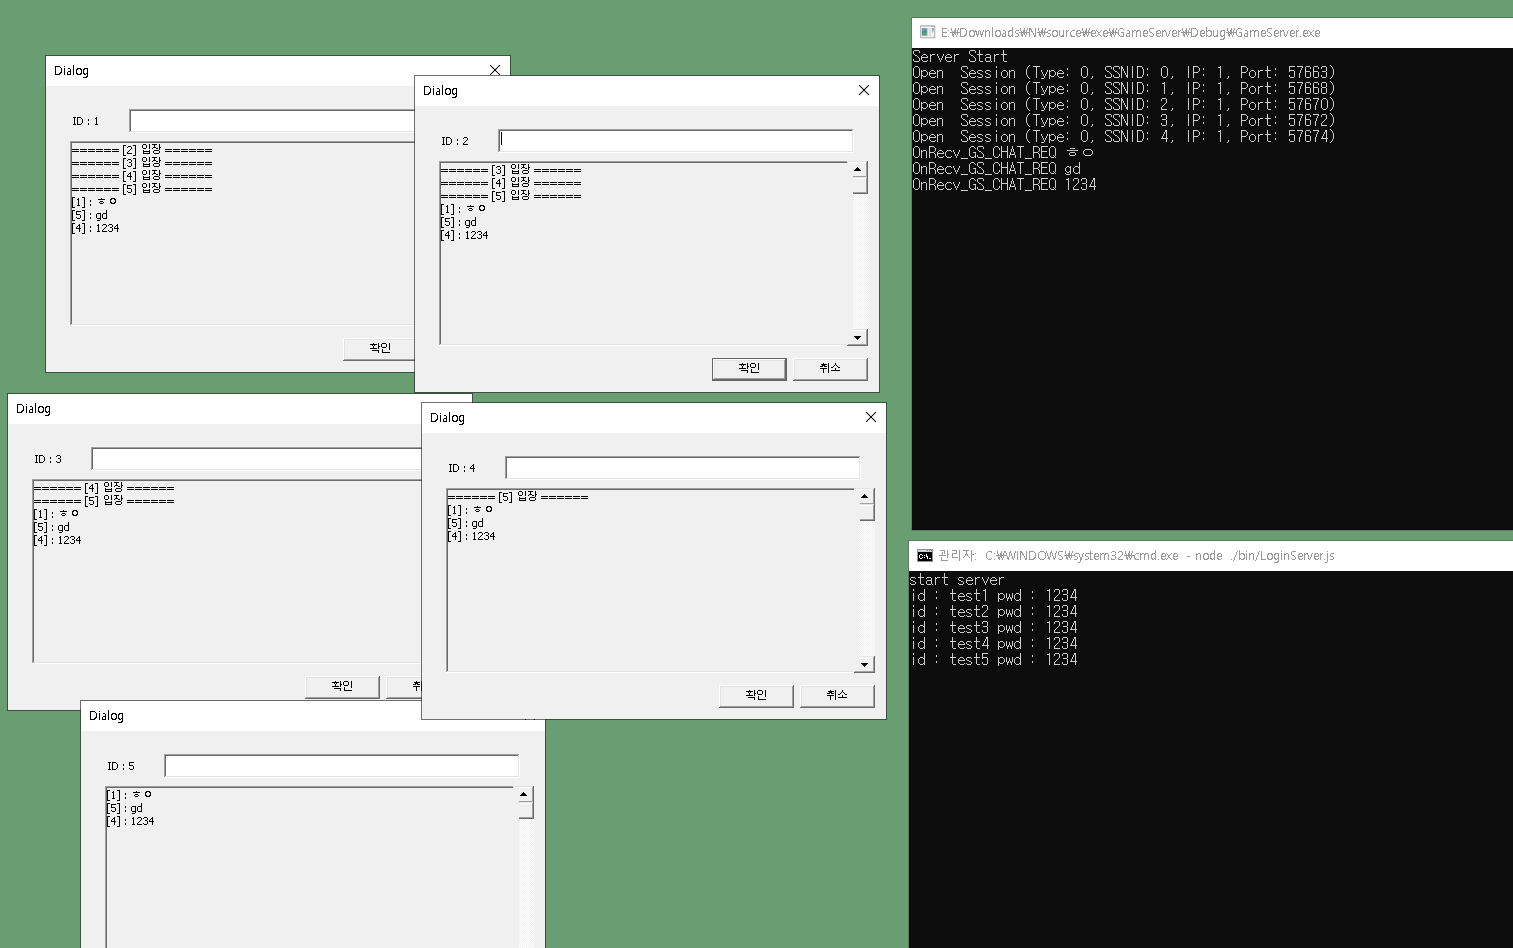 Dialog
ID : 1
====== [2] 입장 ======
====== [3] 입장 ======
====== [4] 입장 ======
====== [5] 입장 ======
[1] : ㅎㅇ
[5] : gd
[4] : 1234
확인
Dialog
ID : 2
====== [3] 입장 ======
====== [4] 입장 ======
====== [5] 입장 ======
[1] : ㅎㅇ
[5] : gd
[4] : 1234
확인 취소
Dialog
ID : 3
====== [4] 입장 ======
====== [5] 입장 ======
[1] : ㅎㅇ
[5] : gd
[4] : 1234
확인 취
Dialog
ID : 4
====== [5] 입장 ======
[1] : ㅎㅇ
[5] : gd
[4] : 1234
확인 취소
Dialog
ID : 5
[1] : ㅎㅇ
[5] : gd
[4] : 1234
E:₩Downloads₩N₩source₩exe₩GameServer₩Debug₩GameServer.exe
Server Start
Open  Session (Type: 0, SSNID: 0, IP: 1, Port: 57663)
Open  Session (Type: 0, SSNID: 1, IP: 1, Port: 57668)
Open  Session (Type: 0, SSNID: 2, IP: 1, Port: 57670)
Open  Session (Type: 0, SSNID: 3, IP: 1, Port: 57672)
Open  Session (Type: 0, SSNID: 4, IP: 1, Port: 57674)
OnRecv_GS_CHAT_REQ ㅎㅇ
OnRecv_GS_CHAT_REQ gd
OnRecv_GS_CHAT_REQ 1234
관리자: C:₩WINDOWS₩system32₩cmd.exe - node ./bin/LoginServer.js
start server
id : test1 pwd : 1234
id : test2 pwd : 1234
id : test3 pwd : 1234
id : test4 pwd : 1234
id : test5 pwd : 1234